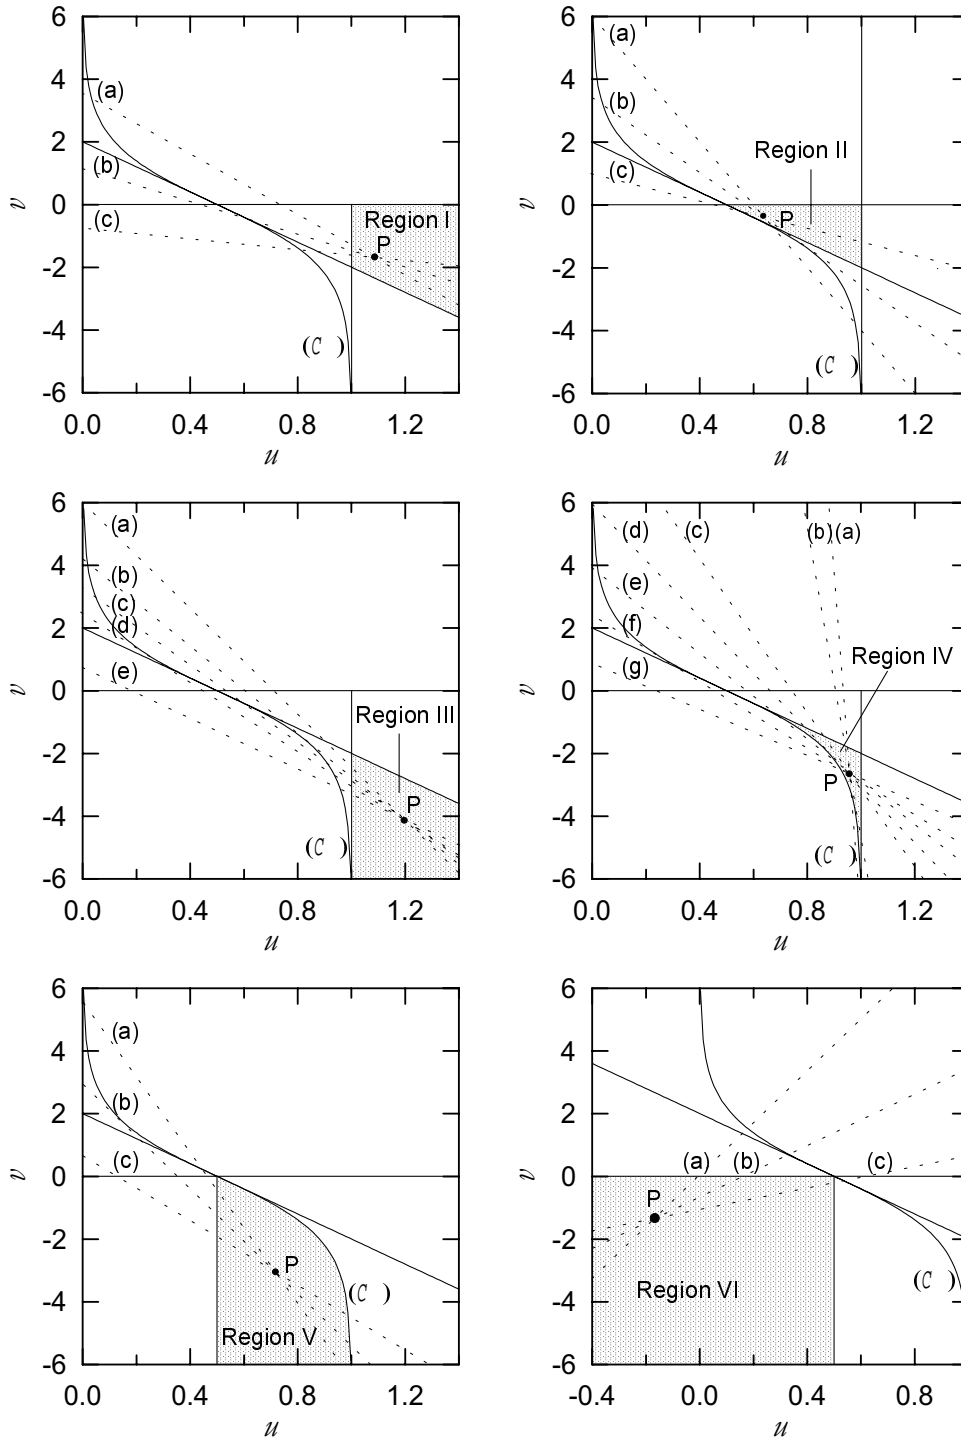 6
4
2
0
-2
-4
-6
v
(a)
(b)
(c)
Region I
P
(C)
0.0 0.4 0.8 1.2
u
6
4
2
0
-2
-4
-6
v
(a)
(b)
(c)
Region II
P
(C)
0.0 0.4 0.8 1.2
u
6
4
2
0
-2
-4
-6
v
(a)
(b)
(c)
(d)
(e)
Region III
P
(C)
0.0 0.4 0.8 1.2
u
6
4
2
0
-2
-4
-6
v
(d) (c) (b) (a)
(e)
(f)
(g)
Region IV
P
(C)
0.0 0.4 0.8 1.2
u
6
4
2
0
-2
-4
-6
v
(a)
(b)
(c)
P
(C)
Region V
0.0 0.4 0.8 1.2
u
6
4
2
0
-2
-4
-6
v
(a) (b) (c)
P
Region VI
(C)
-0.4 0.0 0.4 0.8
u